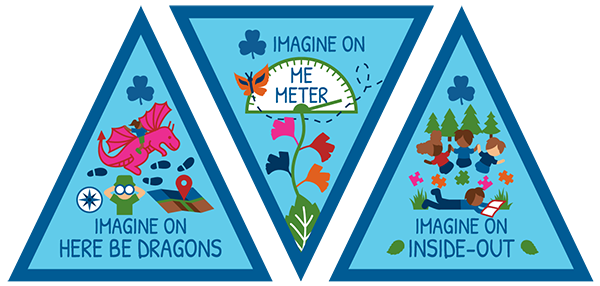 IMAGINE ON
HERE BE DRAGONS
IMAGINE ON
ME
METER
IMAGINE ON
INSIDE-OUT